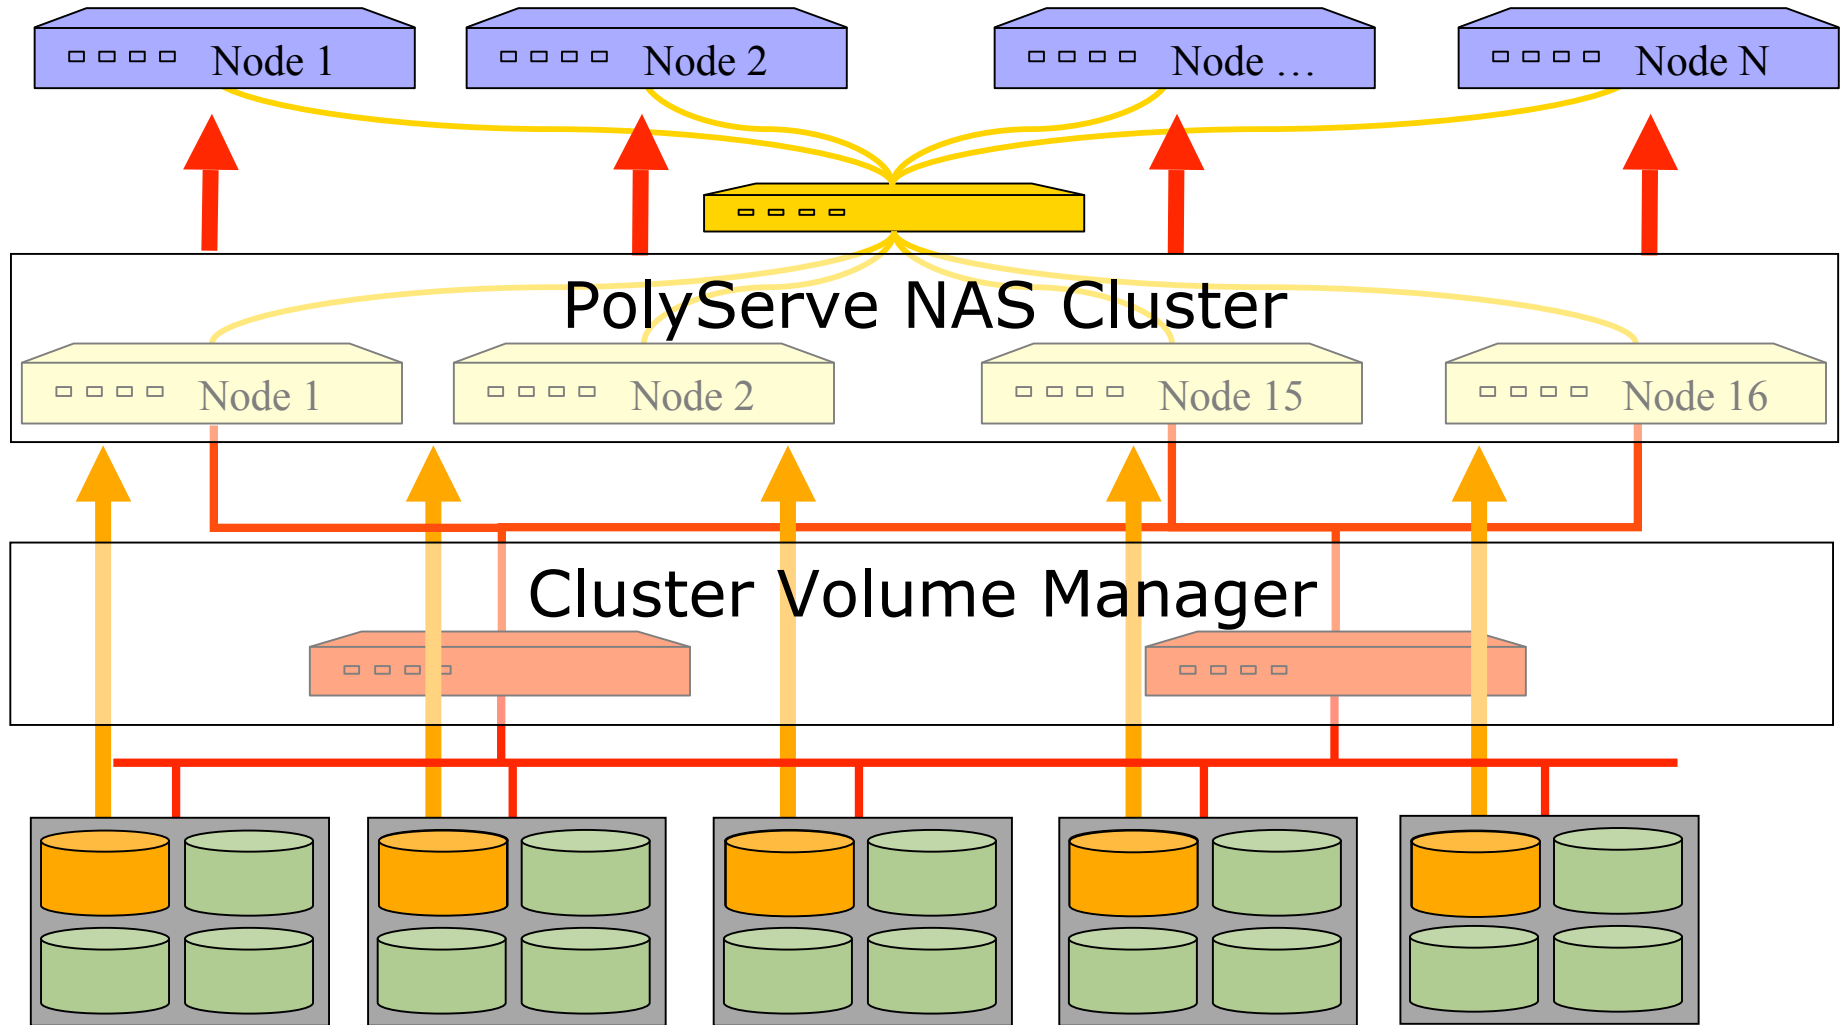 Node 1
Node 2
Node …
Node N
PolyServe NAS Cluster
Node 1
Node 2
Node 15
Node 16
Cluster Volume Manager